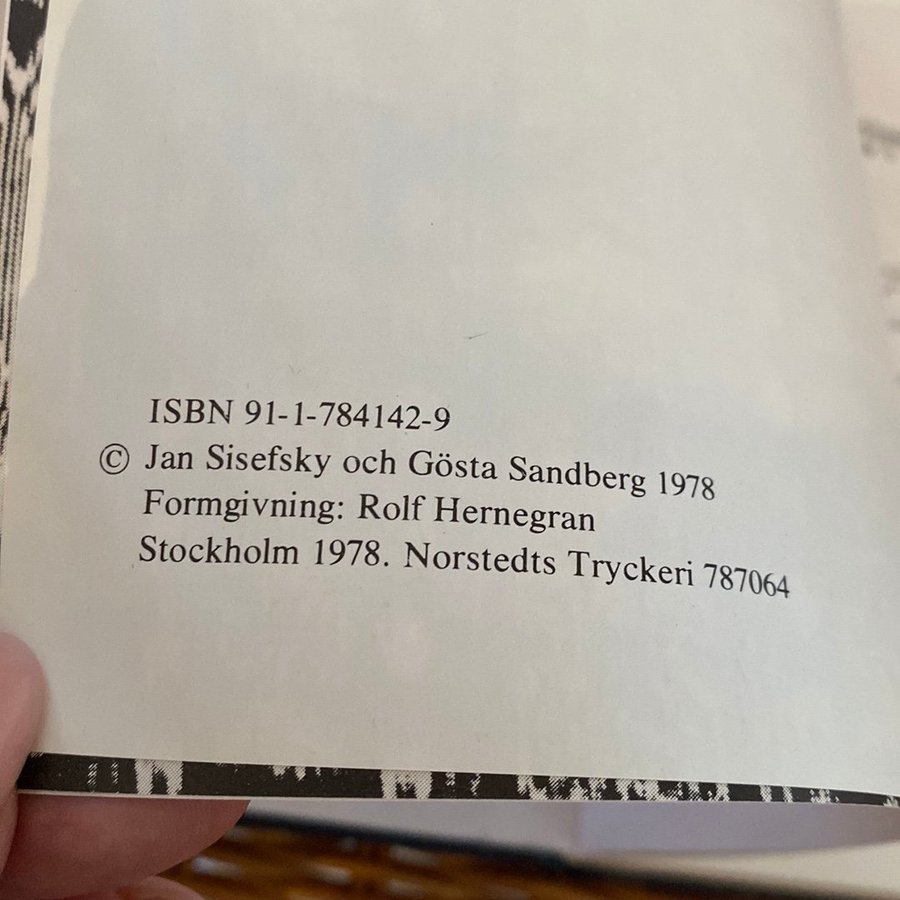 ISBN 91-1-784142-9
© Jan Sisefsky och Gösta Sandberg 1978
Formgivning: Rolf Hernegran
Stockholm 1978. Norstedts Tryckeri 787064